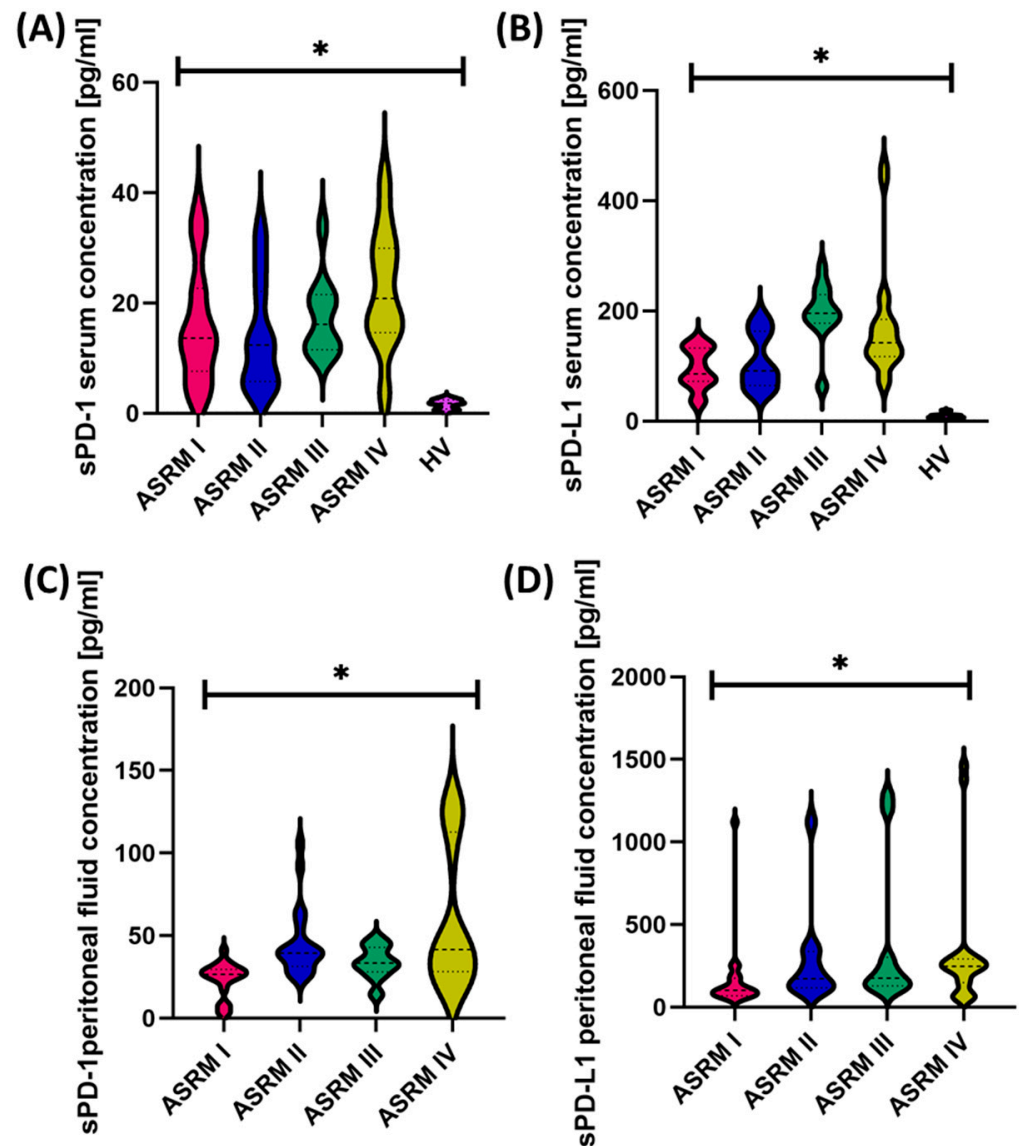 (A)
sPD-1 serum concentration [pg/ml]
*
60
40
20
0
ASRM I
ASRM II
ASRM III
ASRM IV
HV
(B)
sPD-L1 serum concentration [pg/ml]
*
600
400
200
0
ASRM I
ASRM II
ASRM III
ASRM IV
HV
(C)
sPD-1peritoneal fluid concentration [pg/ml]
*
200
150
100
50
0
ASRM I
ASRM II
ASRM III
ASRM IV
(D)
sPD-L1 peritoneal fluid concentration [pg/ml]
*
2000
1500
1000
500
0
ASRM I
ASRM II
ASRM III
ASRM IV